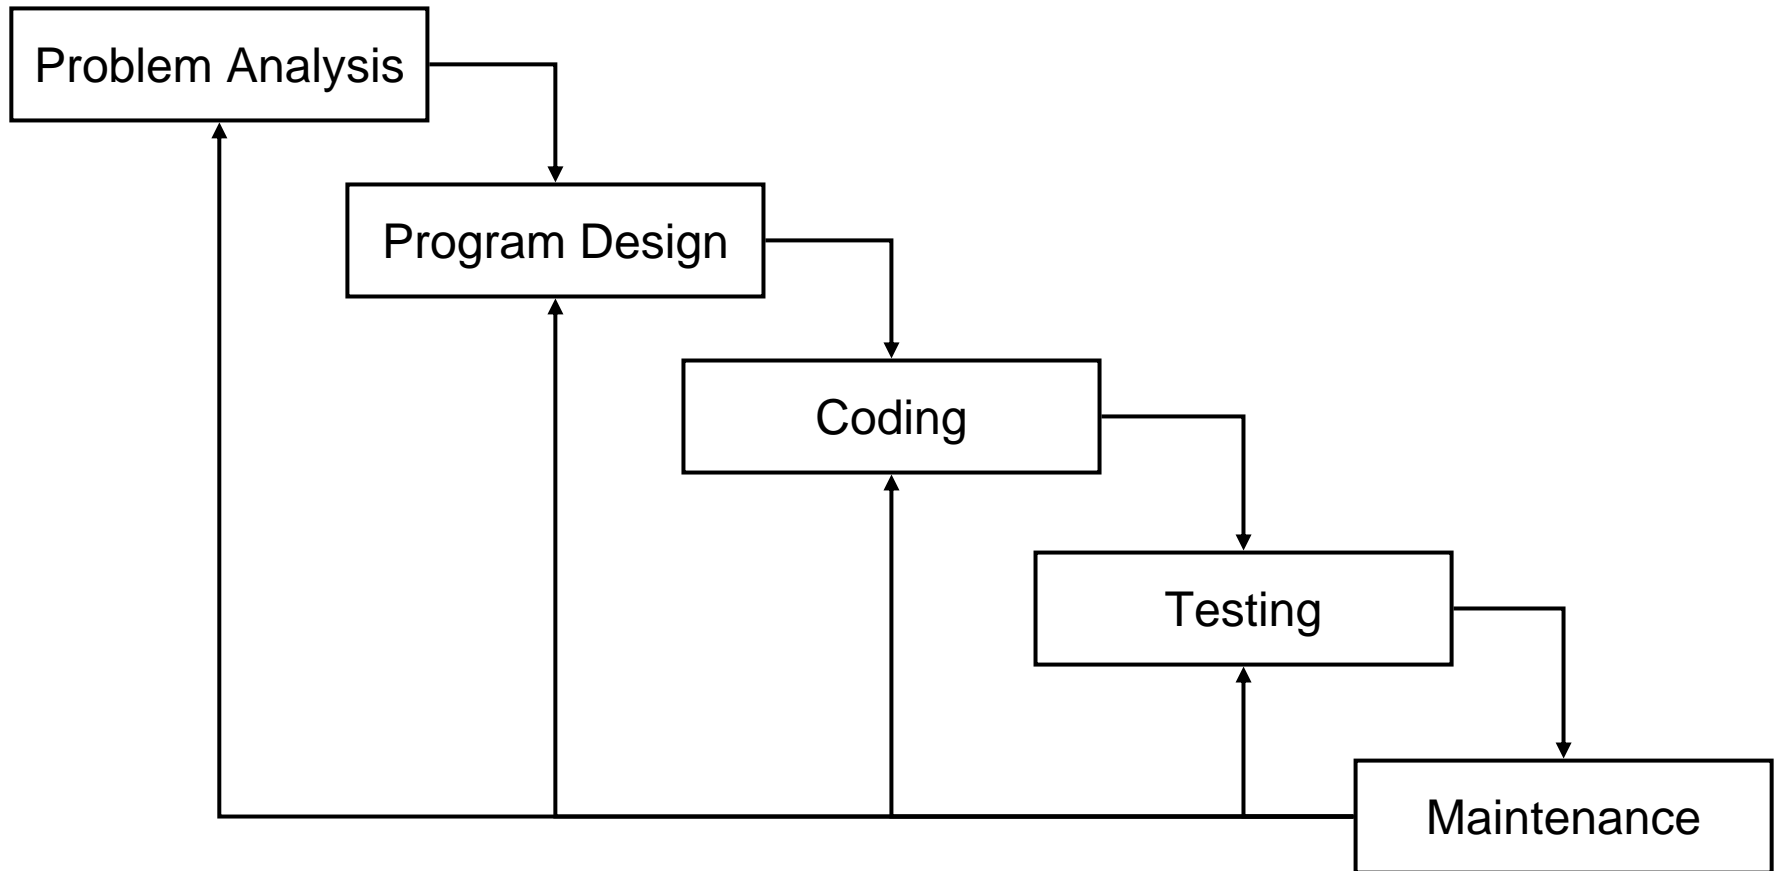 Problem Analysis
Program Design
Coding
Testing
Maintenance